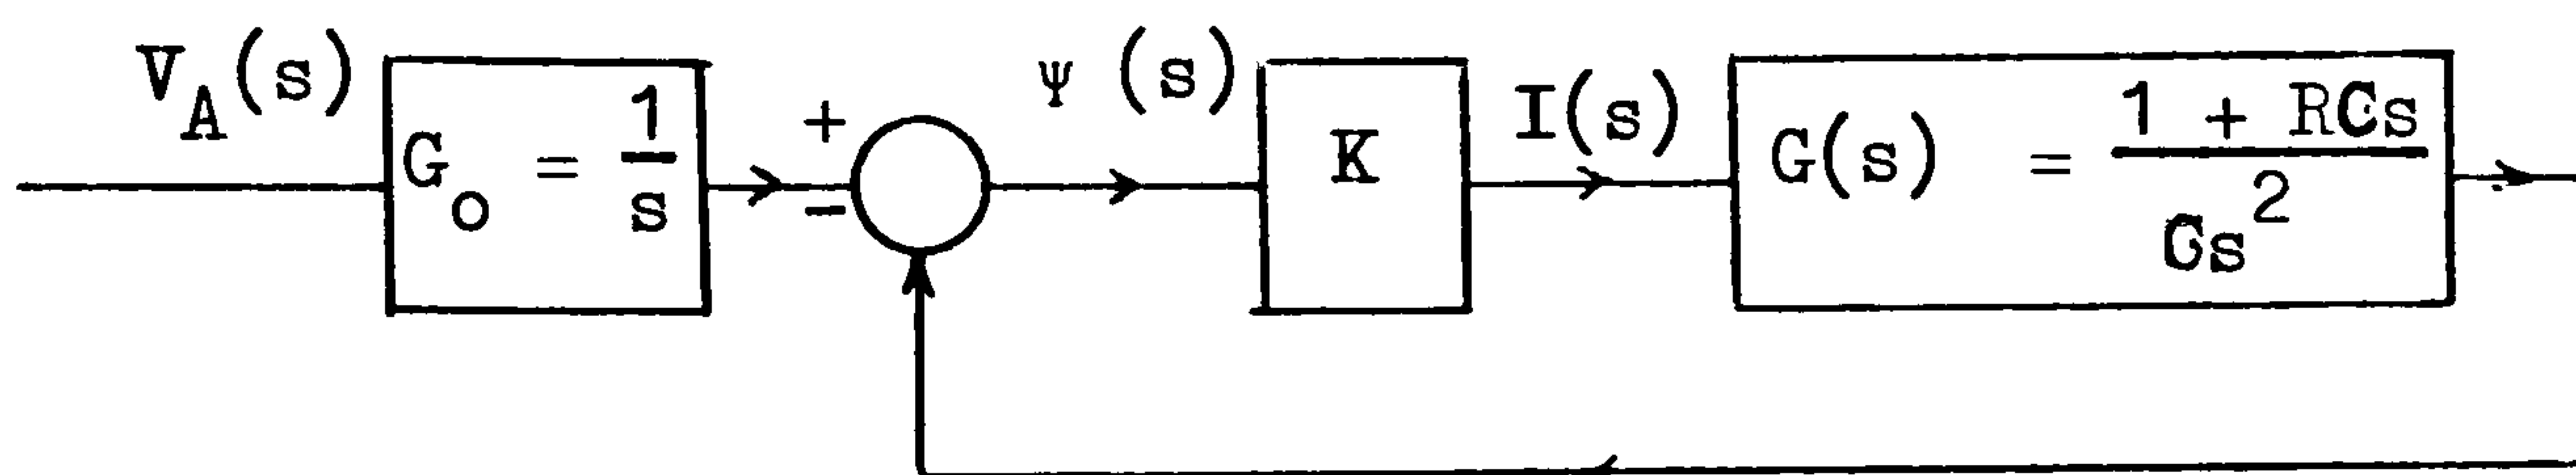 V_A(s)
G_o = 1/s
+
−
Ψ (s)
K
I(s)
G(s) = (1 + RCs)/(Cs^2)